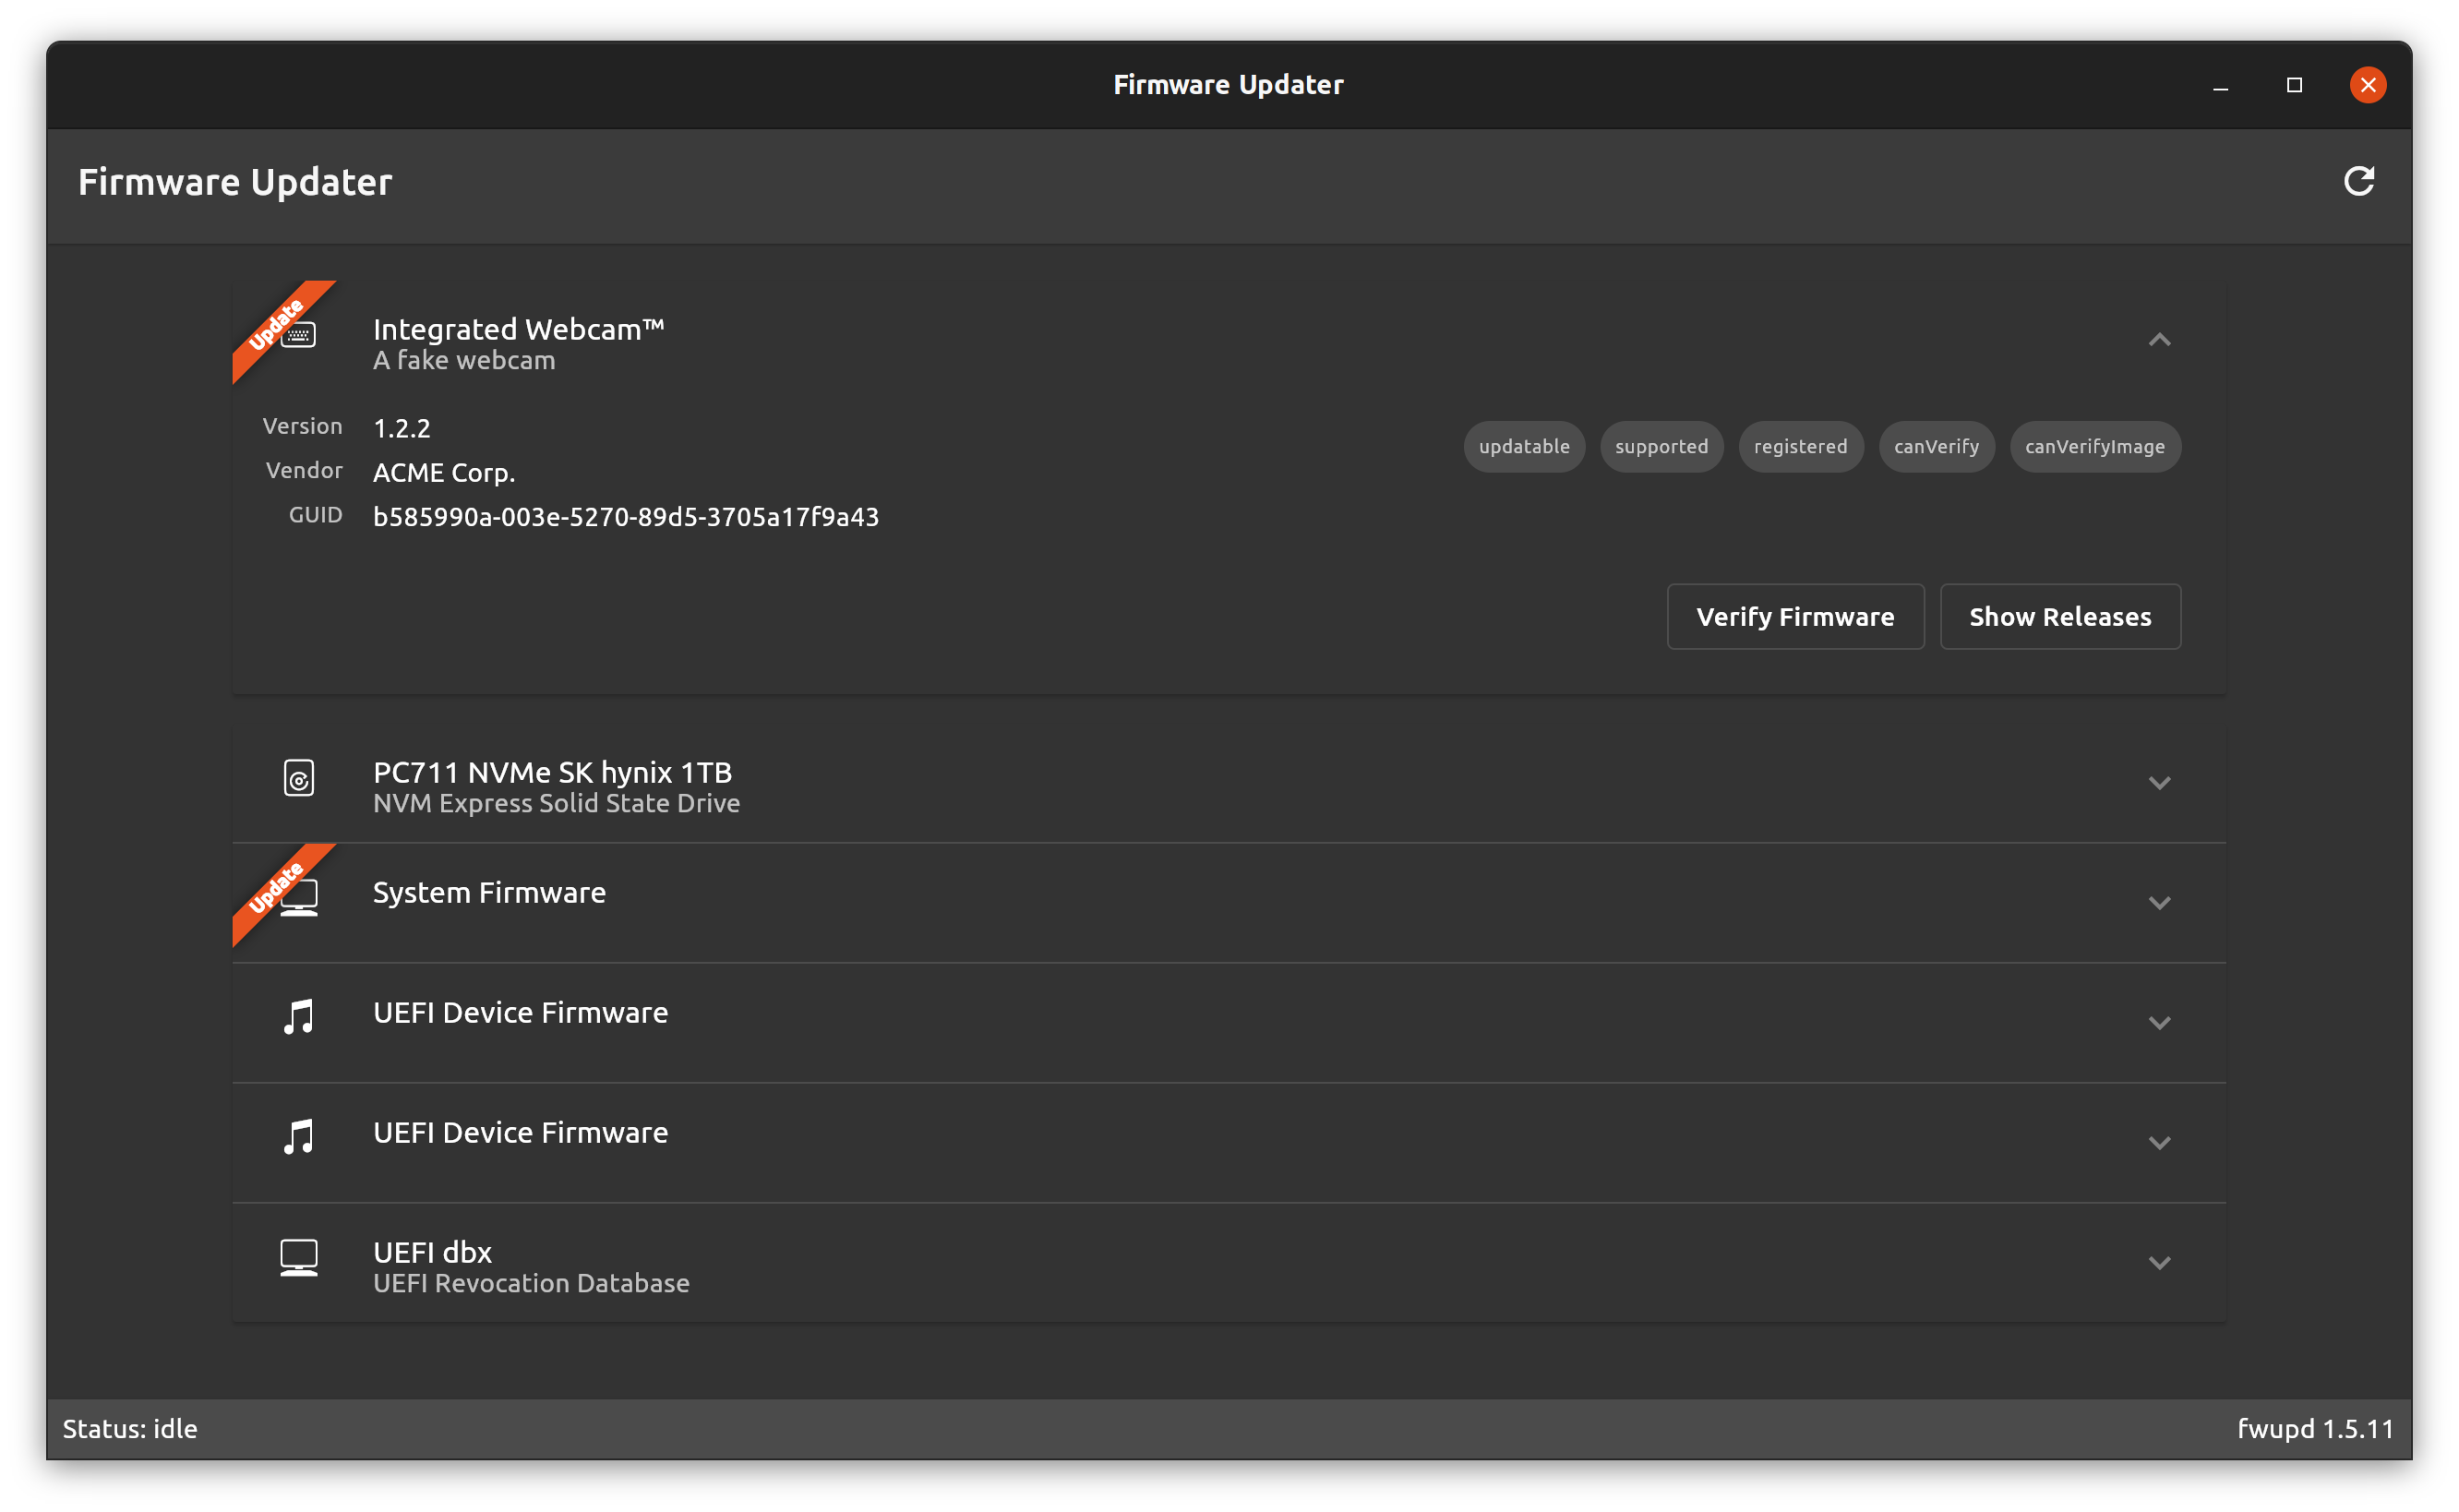 Firmware Updater
Firmware Updater
Update
Integrated Webcam™
A fake webcam
Version 1.2.2
Vendor ACME Corp.
GUID b585990a-003e-5270-89d5-3705a17f9a43
updatable supported registered canVerify canVerifyImage
Verify Firmware Show Releases
PC711 NVMe SK hynix 1TB
NVM Express Solid State Drive
Update
System Firmware
UEFI Device Firmware
UEFI Device Firmware
UEFI dbx
UEFI Revocation Database
Status: idle fwupd 1.5.11